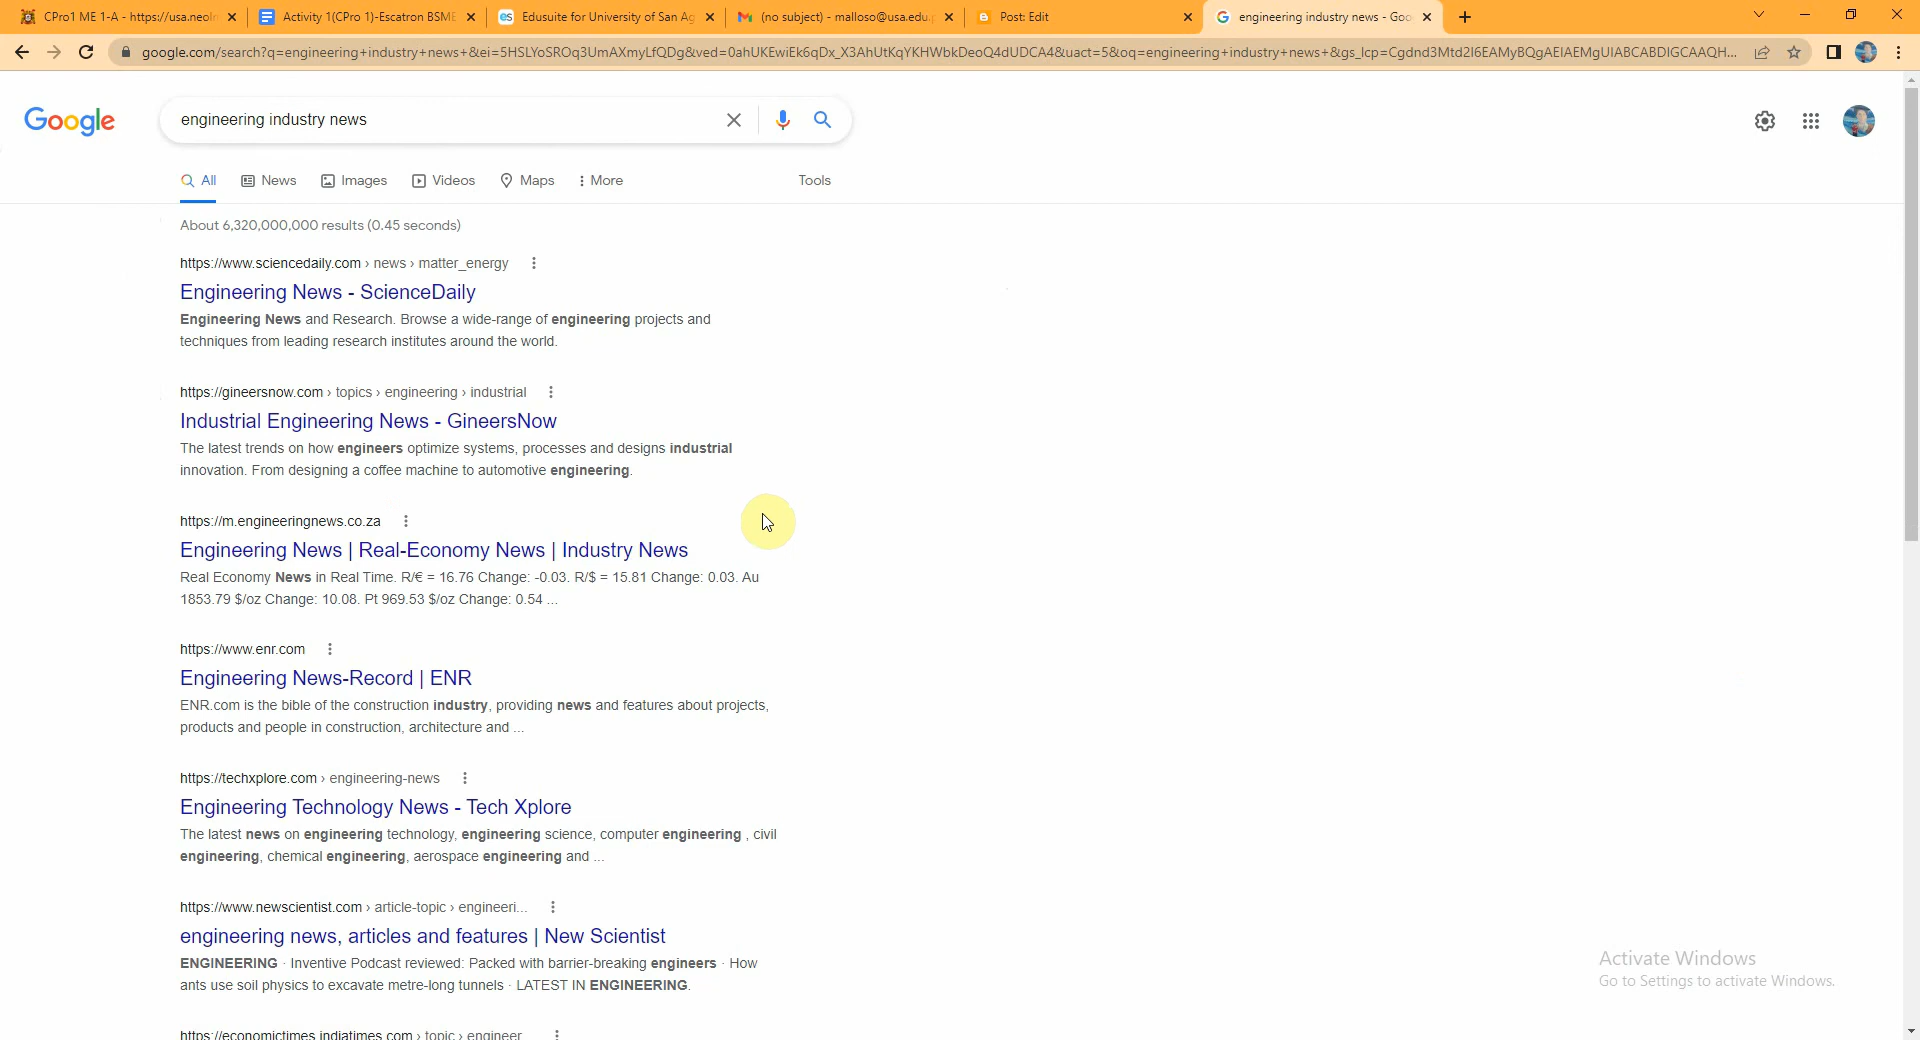 CPro1 ME 1-A - https://usa.neoln
Activity 1(CPro 1)-Escatron BSME
Edusuite for University of San Ag
(no subject) - malloso@usa.edu.
Post: Edit
engineering industry news - Goo
google.com/search?q=engineering+industry+news+&ei=5HSLYoSROq3UmAXmyLfQDg&ved=0ahUKEwiEk6qDx_X3AhUtKqYKHWbkDeoQ4dUDCA4&uact=5&oq=engineering+industry+news+&gs_lcp=Cgdnd3Mtd2l6EAMyBQgAEIAEMgUIABCABDIGCAAQH...
Google
engineering industry news
All
News
Images
Videos
Maps
More
Tools
About 6,320,000,000 results (0.45 seconds)
https://www.sciencedaily.com › news › matter_energy
Engineering News - ScienceDaily
Engineering News and Research. Browse a wide-range of engineering projects and
techniques from leading research institutes around the world.
https://gineersnow.com › topics › engineering › industrial
Industrial Engineering News - GineersNow
The latest trends on how engineers optimize systems, processes and designs industrial
innovation. From designing a coffee machine to automotive engineering.
https://m.engineeringnews.co.za
Engineering News | Real-Economy News | Industry News
Real Economy News in Real Time. R/€ = 16.76 Change: -0.03. R/$ = 15.81 Change: 0.03. Au
1853.79 $/oz Change: 10.08. Pt 969.53 $/oz Change: 0.54 ...
https://www.enr.com
Engineering News-Record | ENR
ENR.com is the bible of the construction industry, providing news and features about projects,
products and people in construction, architecture and ...
https://techxplore.com › engineering-news
Engineering Technology News - Tech Xplore
The latest news on engineering technology, engineering science, computer engineering , civil
engineering, chemical engineering, aerospace engineering and ...
https://www.newscientist.com › article-topic › engineeri...
engineering news, articles and features | New Scientist
ENGINEERING · Inventive Podcast reviewed: Packed with barrier-breaking engineers · How
ants use soil physics to excavate metre-long tunnels · LATEST IN ENGINEERING.
Activate Windows
Go to Settings to activate Windows.
https://economictimes.indiatimes.com › topic › engineer